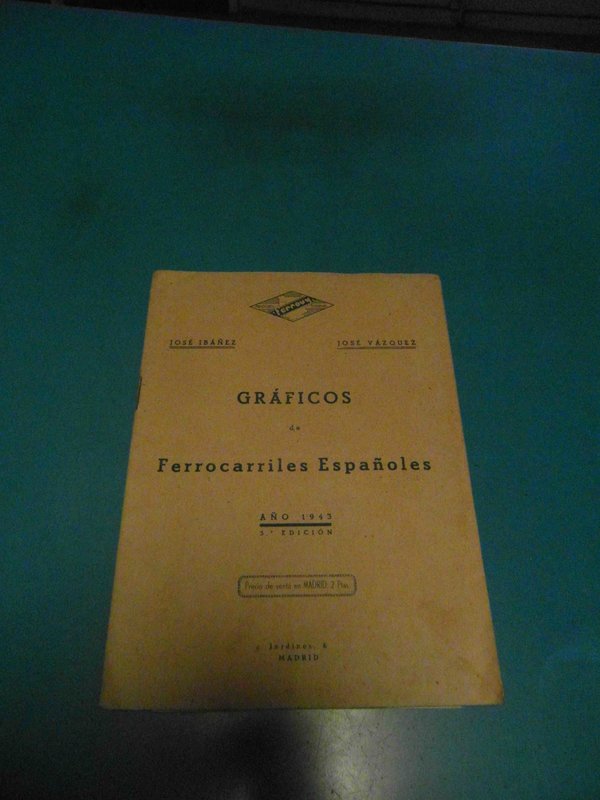 JOSÉ IBÁÑEZ
JOSÉ VÁZQUEZ
GRÁFICOS
de
Ferrocarriles Españoles
AÑO 1943
EDICIÓN
Precio de venta en MADRID: 2 Ptas.
Jardines, 6
MADRID